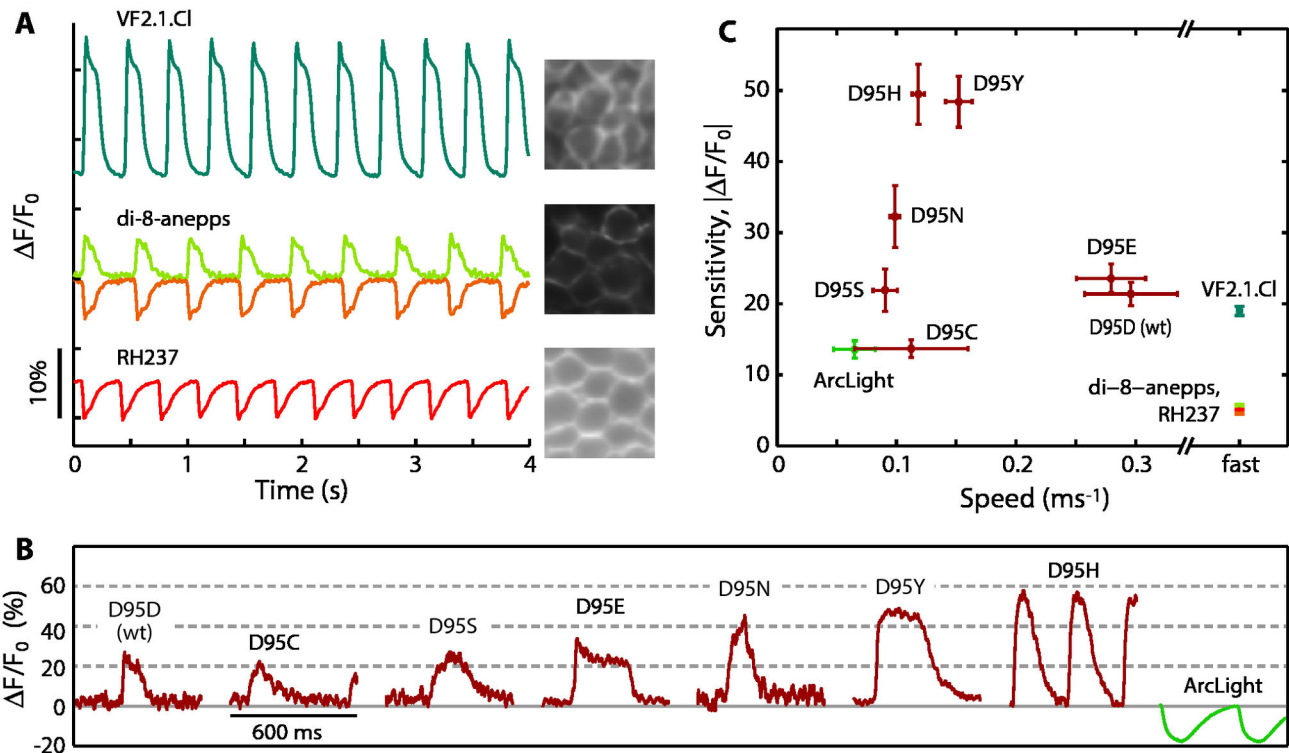 A
VF2.1.Cl
di-8-anepps
RH237
ΔF/F0
10%
0
1
2
3
4
Time (s)
C
50
40
30
20
10
0
Sensitivity, |ΔF/F0|
D95H
D95Y
D95N
D95E
D95S
D95D (wt)
VF2.1.Cl
D95C
ArcLight
di–8–anepps,
RH237
0
0.1
0.2
0.3
fast
Speed (ms-1)
B
ΔF/F0 (%)
60
40
20
0
-20
D95D
(wt)
D95C
D95S
D95E
D95N
D95Y
D95H
ArcLight
600 ms